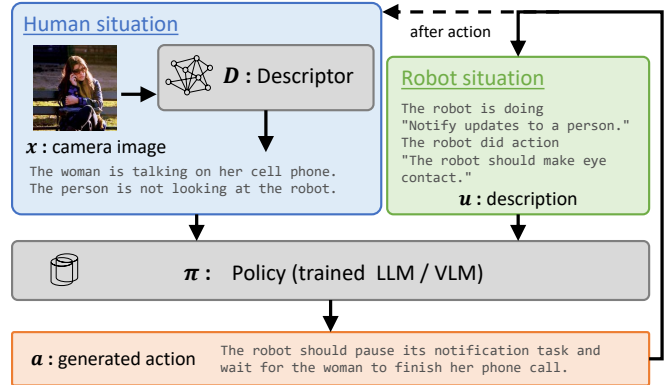 Human situation
after action
D : Descriptor
x : camera image
The woman is talking on her cell phone.
The person is not looking at the robot.
Robot situation
The robot is doing
"Notify updates to a person."
The robot did action
"The robot should make eye
contact."
u : description
π : Policy (trained LLM / VLM)
a : generated action
The robot should pause its notification task and
wait for the woman to finish her phone call.